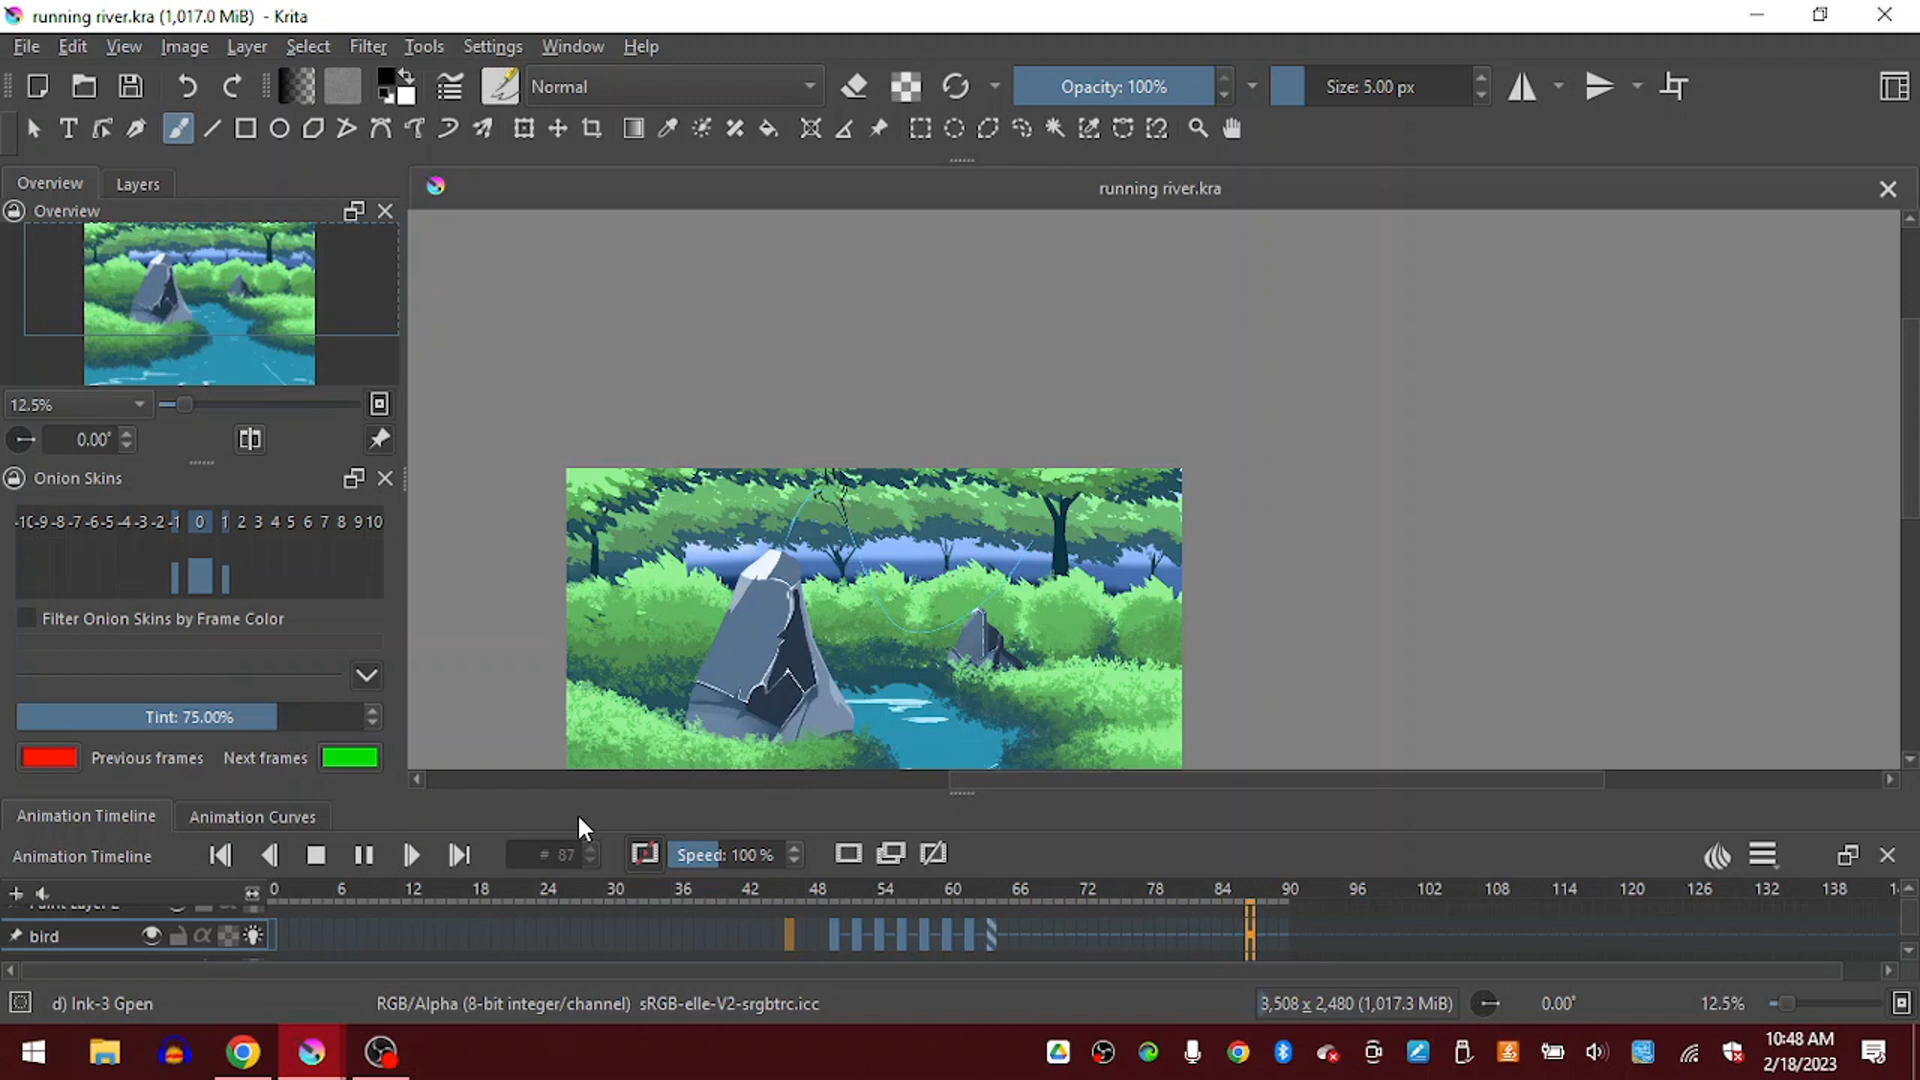 running river.kra (1,017.0 MiB) - Krita
File Edit View Image Layer Select Filter Tools Settings Window Help
Normal
Opacity: 100%
Size: 5.00 px
Overview Layers
Overview
running river.kra
12.5%
0.00°
Onion Skins
-9 -8 -7 -6 -5 -4 -3 -2 -1 0 1 2 3 4 5 6 7 8 9 10
Filter Onion Skins by Frame Color
Tint: 75.00%
Previous frames Next frames
Animation Timeline Animation Curves
Animation Timeline
# 87
Speed: 100 %
0 6 12 18 24 30 36 42 48 54 60 66 72 78 84 90 96 102 108 114 120 126 132 138
bird
d) Ink-3 Gpen
RGB/Alpha (8-bit integer/channel) sRGB-elle-V2-srgbtrc.icc
3,508 x 2,480 (1,017.3 MiB)
0.00°
12.5%
10:48 AM
2/18/2023